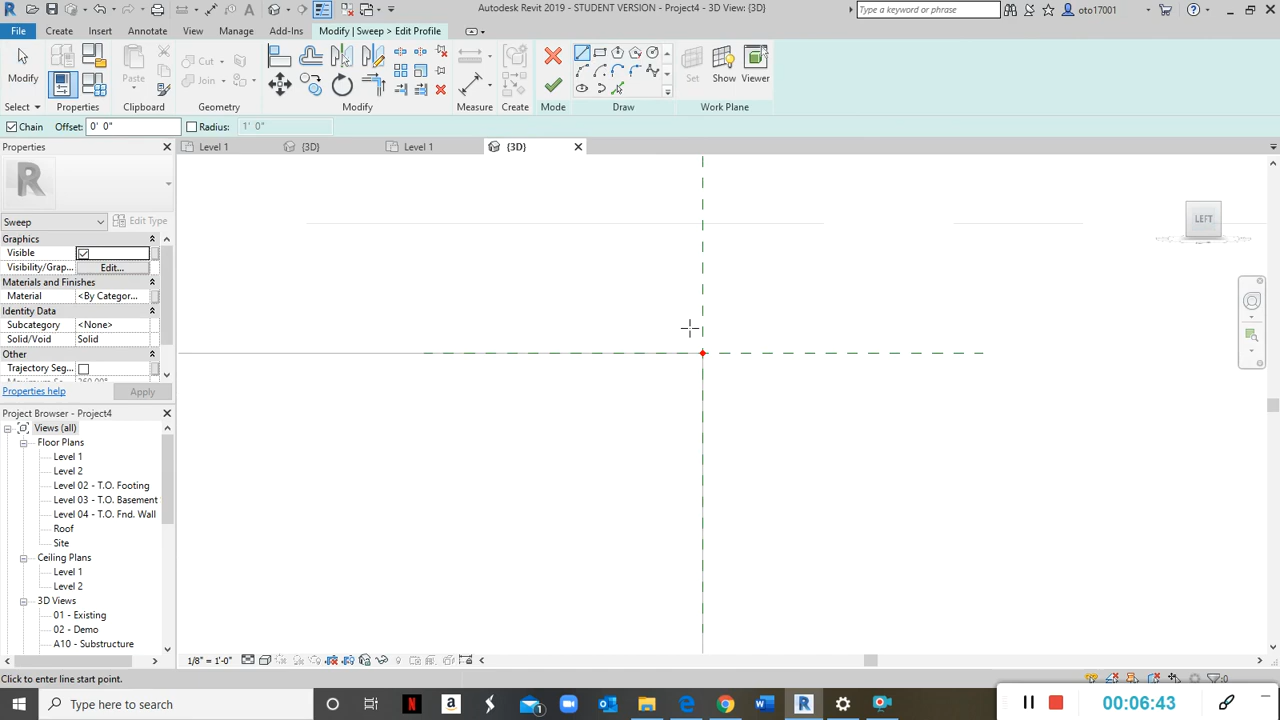 Autodesk Revit 2019 - STUDENT VERSION - Project4 - 3D View: {3D}
Type a keyword or phrase
oto17001
File Create Insert Annotate View Manage Add-Ins Modify | Sweep > Edit Profile
Modify
Paste
Cut
Join
Set Show Viewer
Select Properties Clipboard Geometry Modify Measure Create Mode Draw Work Plane
Chain Offset: 0' 0" Radius: 1' 0"
Properties
Level 1 {3D} Level 1 {3D}
R
Sweep Edit Type
Graphics
Visible
Visibility/Grap... Edit...
Materials and Finishes
Material <By Categor...
Identity Data
Subcategory <None>
Solid/Void Solid
Other
Trajectory Seg...
Properties help Apply
LEFT
Project Browser - Project4
Views (all)
Floor Plans
Level 1
Level 2
Level 02 - T.O. Footing
Level 03 - T.O. Basement
Level 04 - T.O. Fnd. Wall
Roof
Site
Ceiling Plans
Level 1
Level 2
3D Views
01 - Existing
02 - Demo
A10 - Substructure
1/8" = 1'-0"
Click to enter line start point.
:0
Type here to search
00:06:43